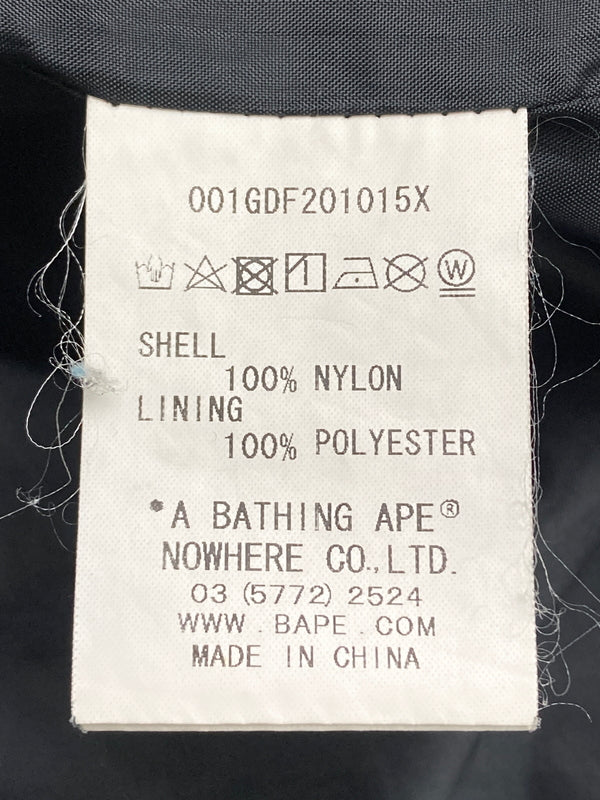 001GDF201015X
W
SHELL
100% NYLON
LINING
100% POLYESTER
*A BATHING APE®
NOWHERE CO.,LTD.
03 (5772) 2524
WWW.BAPE.COM
MADE IN CHINA